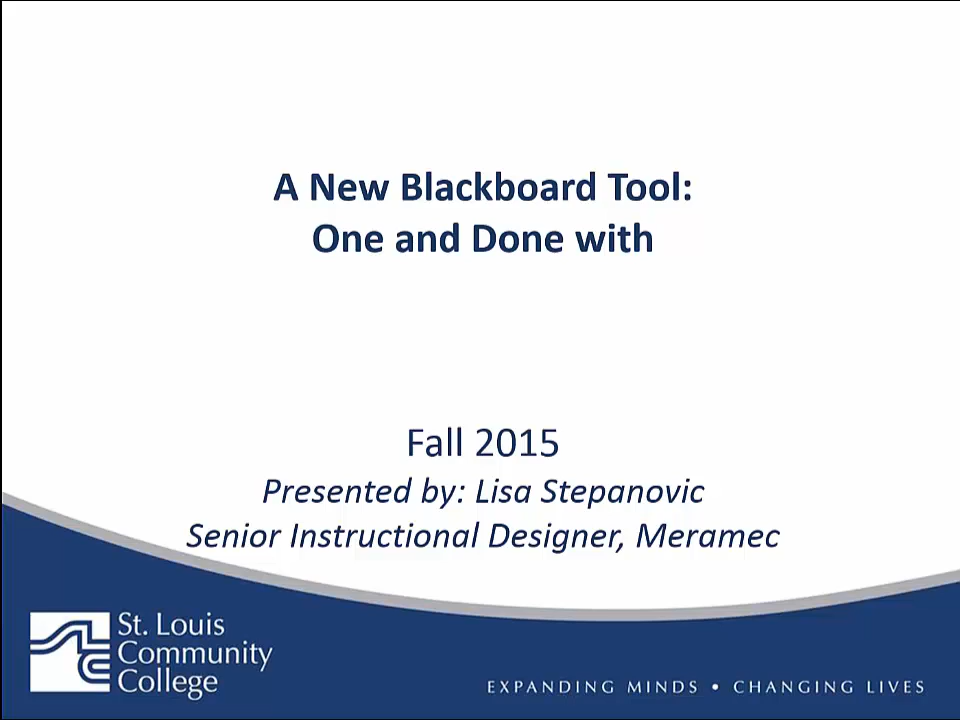 A New Blackboard Tool:
One and Done with
Fall 2015
Presented by: Lisa Stepanovic
Senior Instructional Designer, Meramec
St. Louis
Community
College
EXPANDING MINDS • CHANGING LIVES